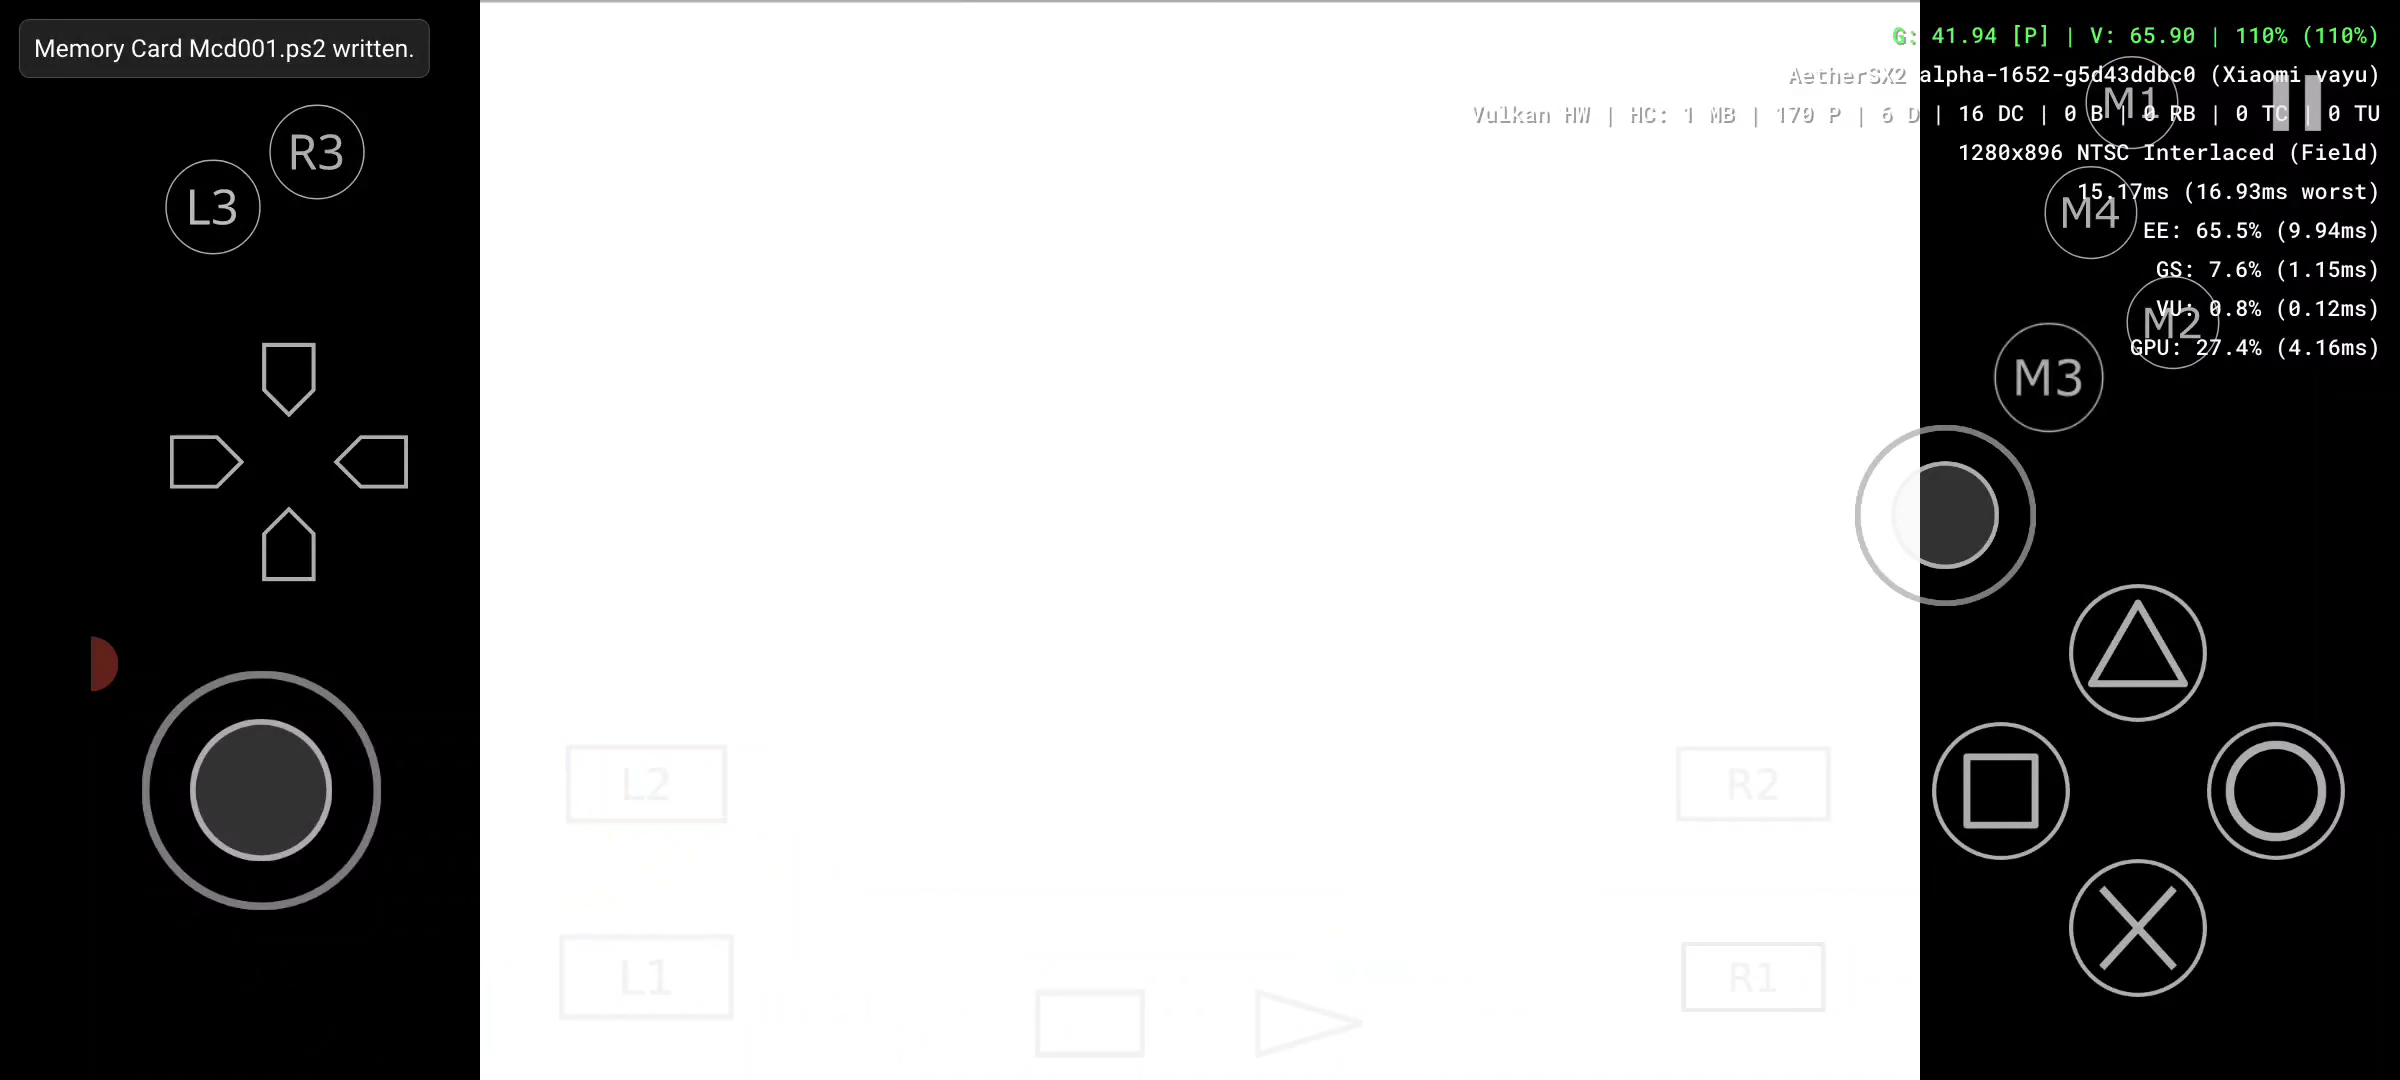 Memory Card Mcd001.ps2 written.
G: 41.94 [P] | V: 65.90 | 110% (110%)
AetherSX2 alpha-1652-g5d43ddbc0 (Xiaomi vayu)
Vulkan HW | HC: 1 MB | 170 P | 6 D | 16 DC | 0 B | 0 RB | 0 TC | 0 TU
1280x896 NTSC Interlaced (Field)
15.17ms (16.93ms worst)
EE: 65.5% (9.94ms)
GS: 7.6% (1.15ms)
VU: 0.8% (0.12ms)
GPU: 27.4% (4.16ms)
R3
L3
M1
M4
M2
M3
L2
R2
L1
R1